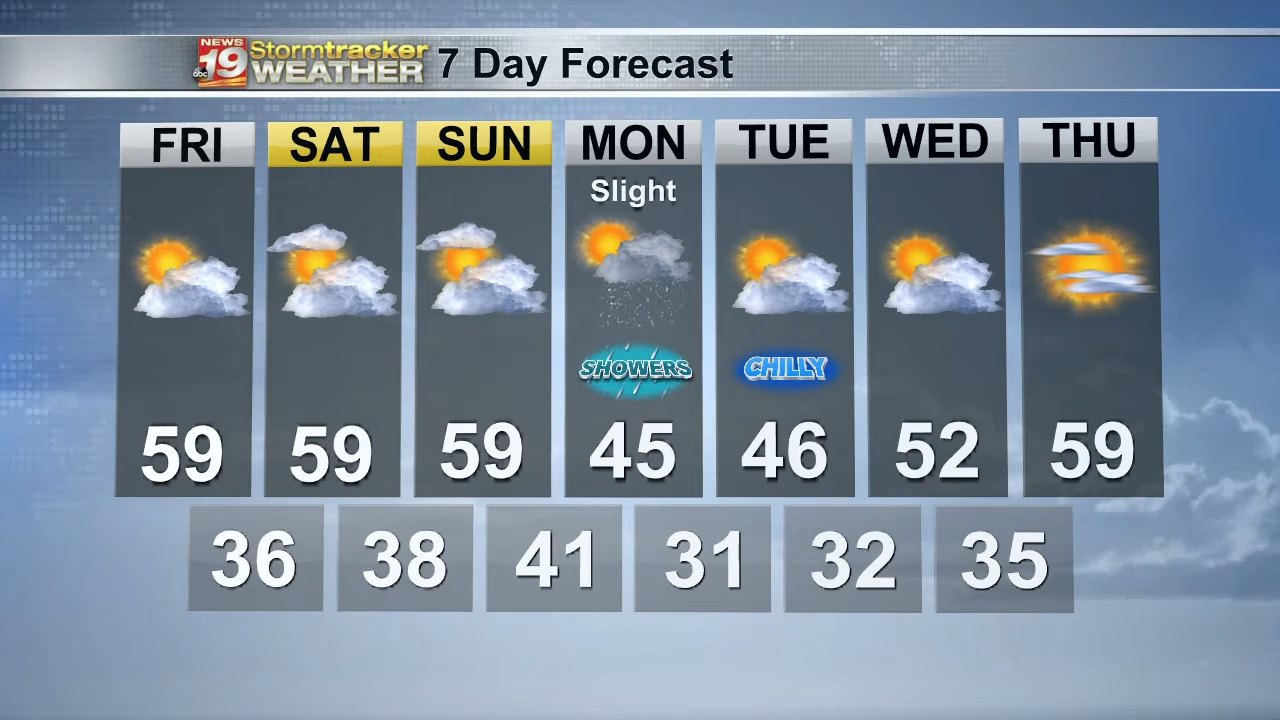 NEWS
abc 19
Stormtracker
WEATHER
7 Day Forecast
FRI SAT SUN MON TUE WED THU
Slight
SHOWERS CHILLY
59 59 59 45 46 52 59
36 38 41 31 32 35